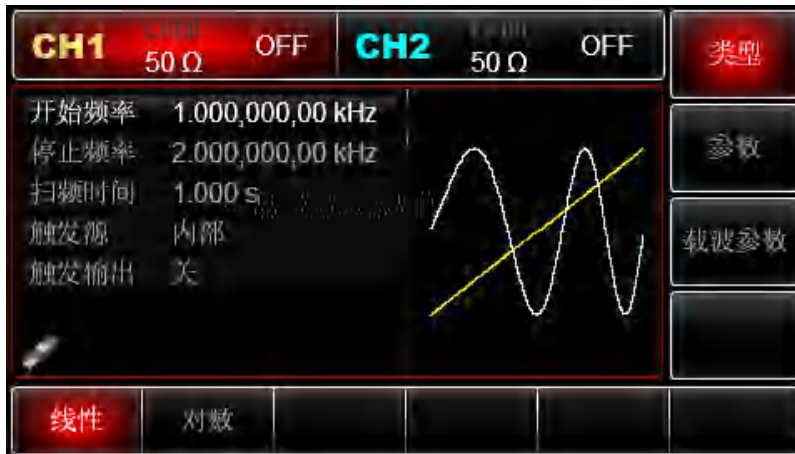 CH1 50 Ω OFF CH2 50 Ω OFF
类型
开始频率 1.000,000,00 kHz
停止频率 2.000,000,00 kHz
参数
扫频时间 1.000 s
触发源 内部
载波参数
触发输出 关
线性 对数